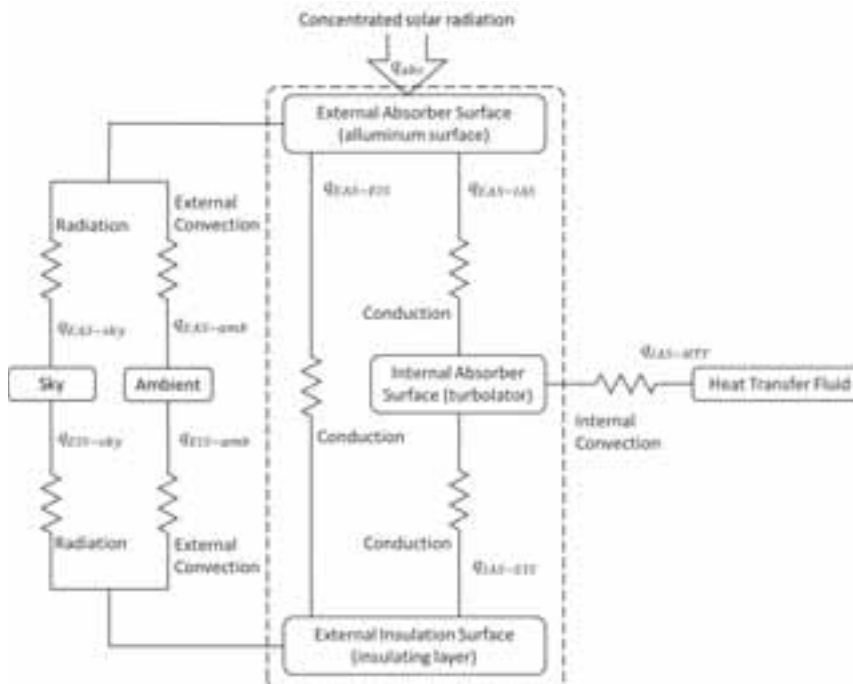 Concentrated solar radiation
q_abs
External Absorber Surface
(alluminum surface)
q_EAS−EIS
q_EAS−IAS
External
Convection
Radiation
Conduction
q_EAS−sky
q_EAS−amb
q_IAS−HTF
Sky
Ambient
Internal Absorber
Surface (turbolator)
Heat Transfer Fluid
Internal
Convection
q_EIS−sky
q_EIS−amb
Conduction
Radiation
External
Convection
Conduction
q_IAS−EIS
External Insulation Surface
(insulating layer)